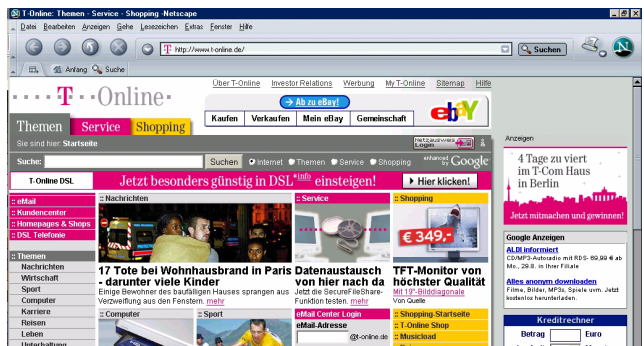 T-Online: Themen - Service - Shopping -Netscape
Datei Bearbeiten Anzeigen Gehe Lesezeichen Extras Fenster Hilfe
http://www.t-online.de/
Suchen
Anfang Suche
Über T-Online Investor Relations Werbung My T-Online Sitemap Hilfe
T Online
Ab zu eBay!
Kaufen Verkaufen Mein eBay Gemeinschaft
ebY
Themen Service Shopping
Sie sind hier: Startseite
Netzausweis Login
Suche:
Suchen Internet Themen Service Shopping enhanced by Google
T-Online DSL
Jetzt besonders günstig in DSL*info einsteigen!
Hier klicken!
Anzeigen
4 Tage zu viert
im T-Com Haus
in Berlin
Jetzt mitmachen und gewinnen!
:: eMail
:: Kundencenter
:: Homepages & Shops
:: DSL Telefonie
:: Themen
Nachrichten
Wirtschaft
Sport
Computer
Karriere
Reisen
Leben
Unterhaltung
:: Nachrichten
17 Tote bei Wohnhausbrand in Paris
- darunter viele Kinder
Einige Bewohner des baufälligen Hauses sprangen aus
Verzweiflung aus den Fenstern. mehr
:: Computer
:: Sport
:: Service
Datenaustausch
von hier nach da
Jetzt die SecureFileShare-
Funktion testen. mehr
eMail Center Login
eMail-Adresse
@t-online.de
:: Shopping
€ 349,-
TFT-Monitor von
höchster Qualität
Mit 19"-Bilddiagonale
Von Quelle
:: Shopping-Startseite
:: T-Online Shop
:: Musicload
Google Anzeigen
ALDI informiert
CD/MP3-Autoradio mit RDS- 69,99 € ab
Mo., 29.8. in Ihrer Filiale
Alles anonym downloaden
Filme, Bilder, MP3s, Spiele uvm. Jetzt
kostenlos herunterladen.
Kreditrechner
Betrag Euro